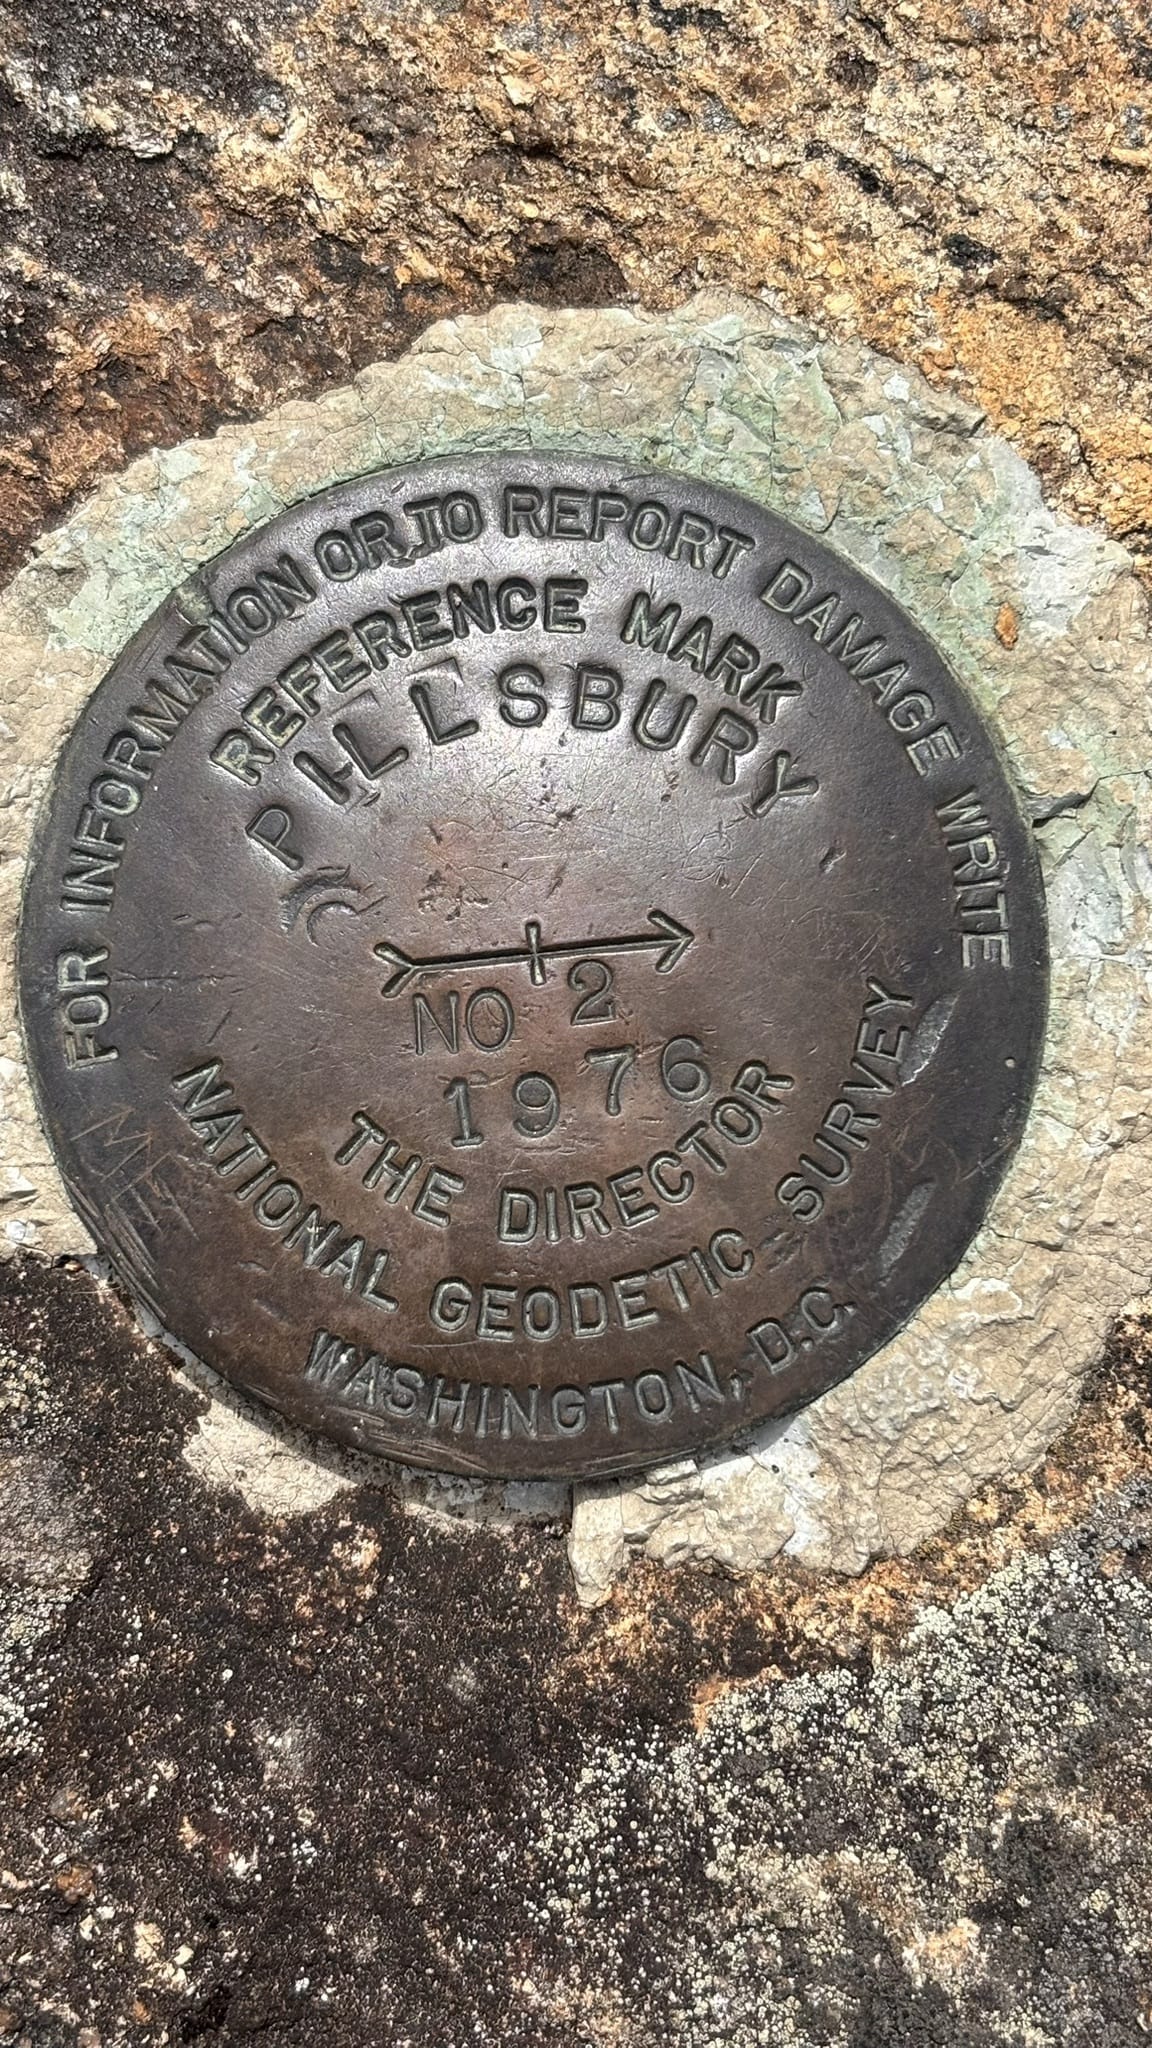 FOR INFORMATION OR TO REPORT DAMAGE WRITE
REFERENCE MARK
PILLSBURY
NO 2
1976
THE DIRECTOR
NATIONAL GEODETIC SURVEY
WASHINGTON, D.C.